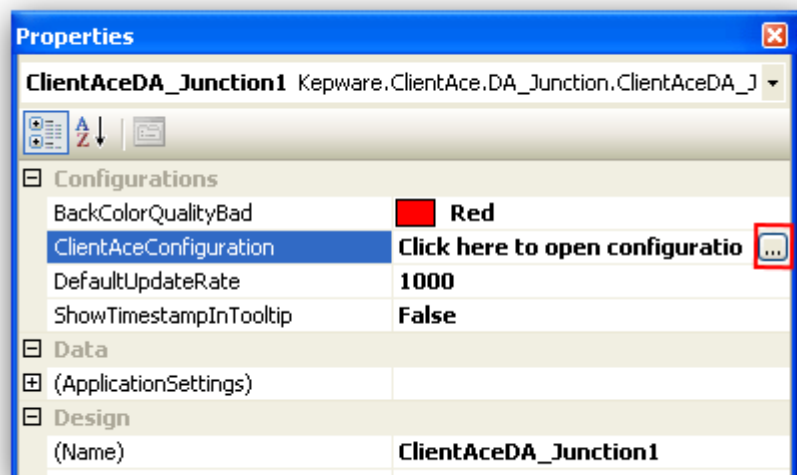 Properties
ClientAceDA_Junction1 Kepware.ClientAce.DA_Junction.ClientAceDA_J
A
Z
Configurations
BackColorQualityBad Red
ClientAceConfiguration Click here to open configuratio ...
DefaultUpdateRate 1000
ShowTimestampInTooltip False
Data
(ApplicationSettings)
Design
(Name) ClientAceDA_Junction1